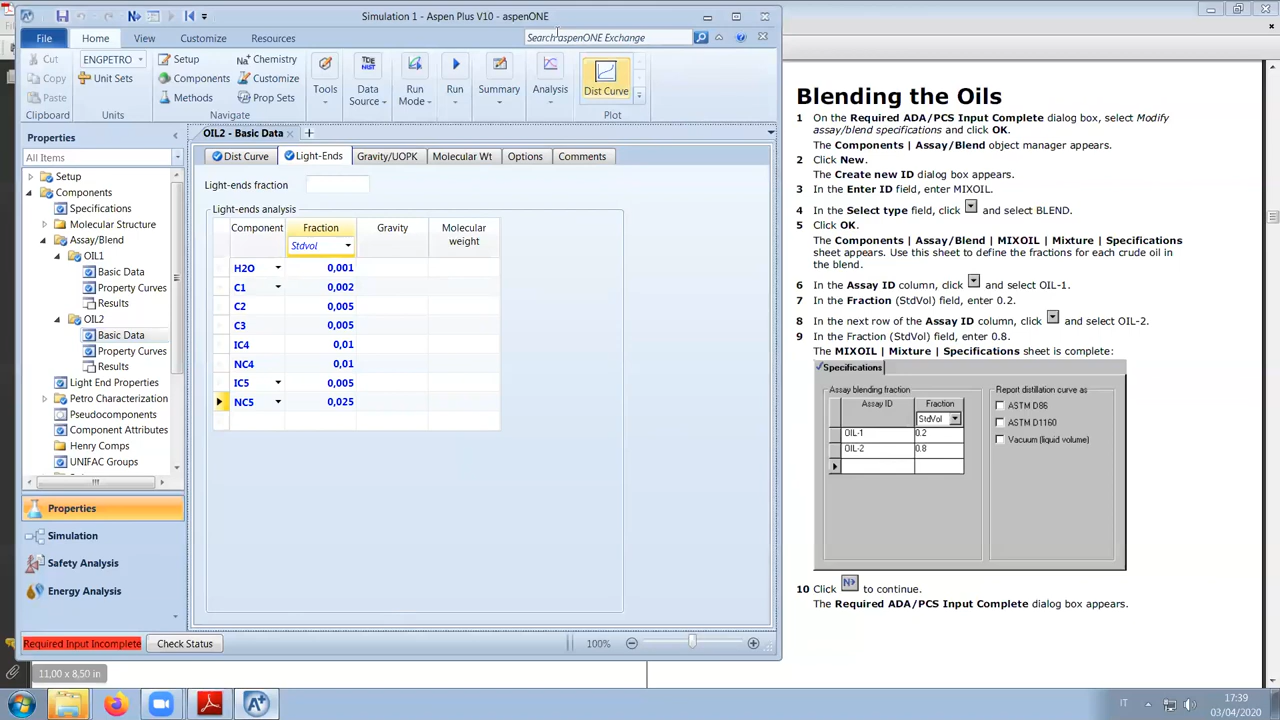 Simulation 1 - Aspen Plus V10 - aspenONE
File Home View Customize Resources
Search aspenONE Exchange
Cut ENGPETRO Setup Chemistry
Copy Unit Sets Components Customize
Paste Methods Prop Sets
Tools Data Source Run Mode Run Summary Analysis Dist Curve
Clipboard Units Navigate Plot
Properties
All Items
Setup
Components
Specifications
Molecular Structure
Assay/Blend
OIL1
Basic Data
Property Curves
Results
OIL2
Basic Data
Property Curves
Results
Light End Properties
Petro Characterization
Pseudocomponents
Component Attributes
Henry Comps
UNIFAC Groups
Properties
Simulation
Safety Analysis
Energy Analysis
OIL2 - Basic Data
Dist Curve Light-Ends Gravity/UOPK Molecular Wt Options Comments
Light-ends fraction
Light-ends analysis
Component Fraction Gravity Molecular weight
Stdvol
H2O 0,001
C1 0,002
C2 0,005
C3 0,005
IC4 0,01
NC4 0,01
IC5 0,005
NC5 0,025
Required Input Incomplete Check Status 100%
11,00 x 8,50 in
Blending the Oils
1 On the Required ADA/PCS Input Complete dialog box, select Modify
assay/blend specifications and click OK.
The Components | Assay/Blend object manager appears.
2 Click New.
The Create new ID dialog box appears.
3 In the Enter ID field, enter MIXOIL.
4 In the Select type field, click and select BLEND.
5 Click OK.
The Components | Assay/Blend | MIXOIL | Mixture | Specifications
sheet appears. Use this sheet to define the fractions for each crude oil in
the blend.
6 In the Assay ID column, click and select OIL-1.
7 In the Fraction (StdVol) field, enter 0.2.
8 In the next row of the Assay ID column, click and select OIL-2.
9 In the Fraction (StdVol) field, enter 0.8.
The MIXOIL | Mixture | Specifications sheet is complete:
Specifications
Assay blending fraction Report distillation curve as
Assay ID Fraction
StdVol
OIL-1 0.2
OIL-2 0.8
ASTM D86
ASTM D1160
Vacuum (liquid volume)
10 Click N> to continue.
The Required ADA/PCS Input Complete dialog box appears.
IT
17:39
03/04/2020